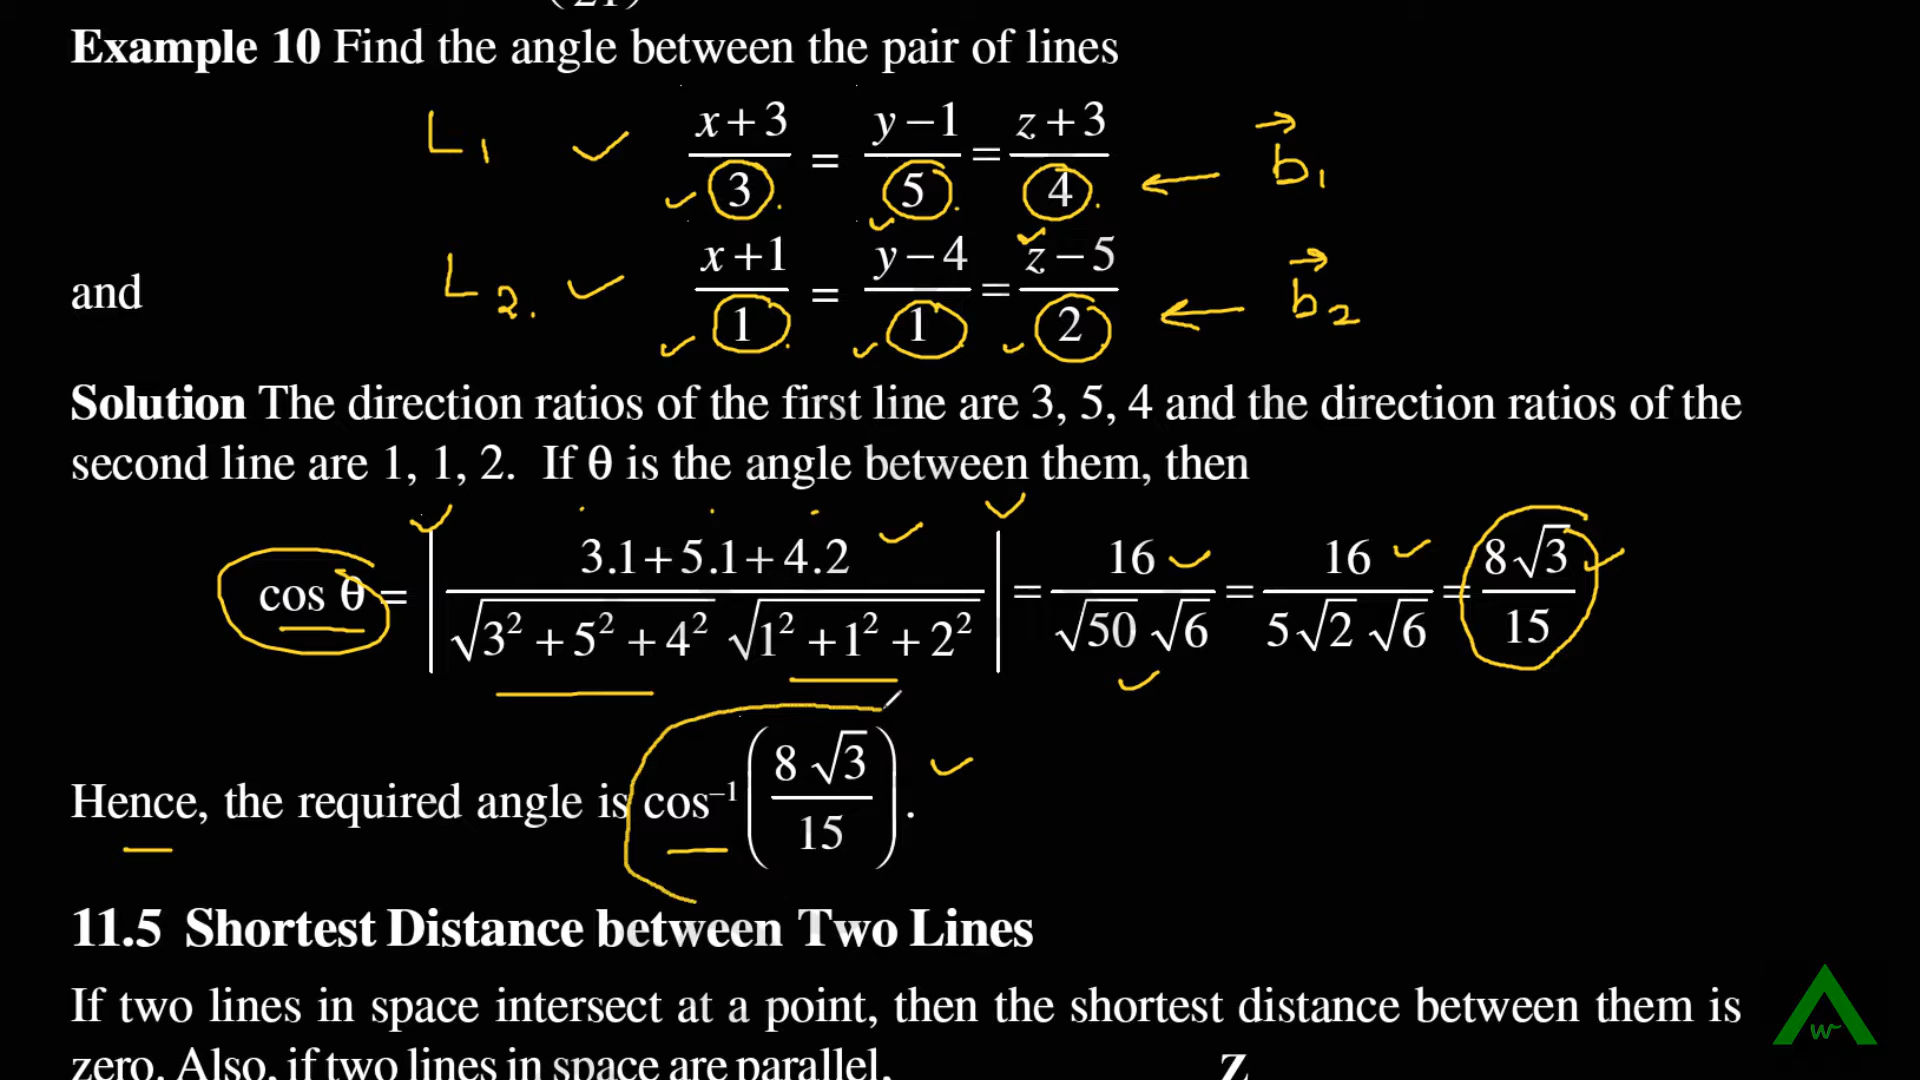 Example 10 Find the angle between the pair of lines
L₁ (x+3)/3 = (y−1)/5 = (z+3)/4 ← b⃗₁
and L₂. (x+1)/1 = (y−4)/1 = (z−5)/2 ← b⃗₂
Solution The direction ratios of the first line are 3, 5, 4 and the direction ratios of the
second line are 1, 1, 2. If θ is the angle between them, then
cos θ = |(3.1+5.1+4.2)/(√(3²+5²+4²) √(1²+1²+2²))| = 16/(√50 √6) = 16/(5√2 √6) = 8√3/15
Hence, the required angle is cos⁻¹(8√3/15).
11.5 Shortest Distance between Two Lines
If two lines in space intersect at a point, then the shortest distance between them is
zero. Also, if two lines in space are parallel,
Z